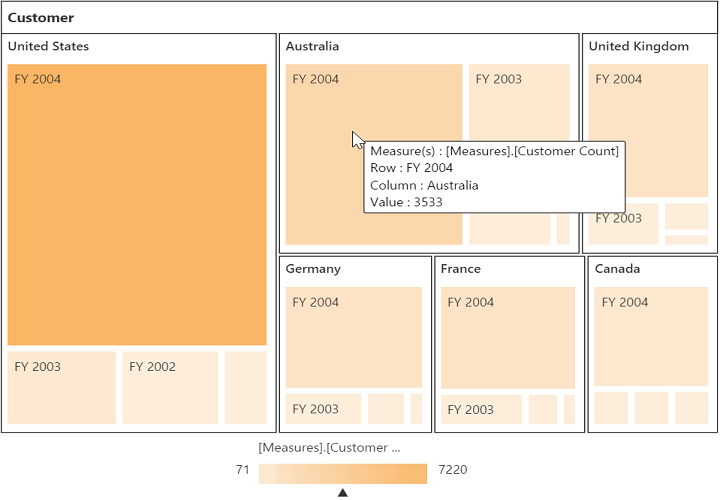 Customer
United States
FY 2004
FY 2003
FY 2002
Australia
FY 2004
FY 2003
Measure(s) : [Measures].[Customer Count]
Row : FY 2004
Column : Australia
Value : 3533
United Kingdom
FY 2004
FY 2003
Germany
FY 2004
FY 2003
France
FY 2004
FY 2003
Canada
FY 2004
[Measures].[Customer ...
71
7220